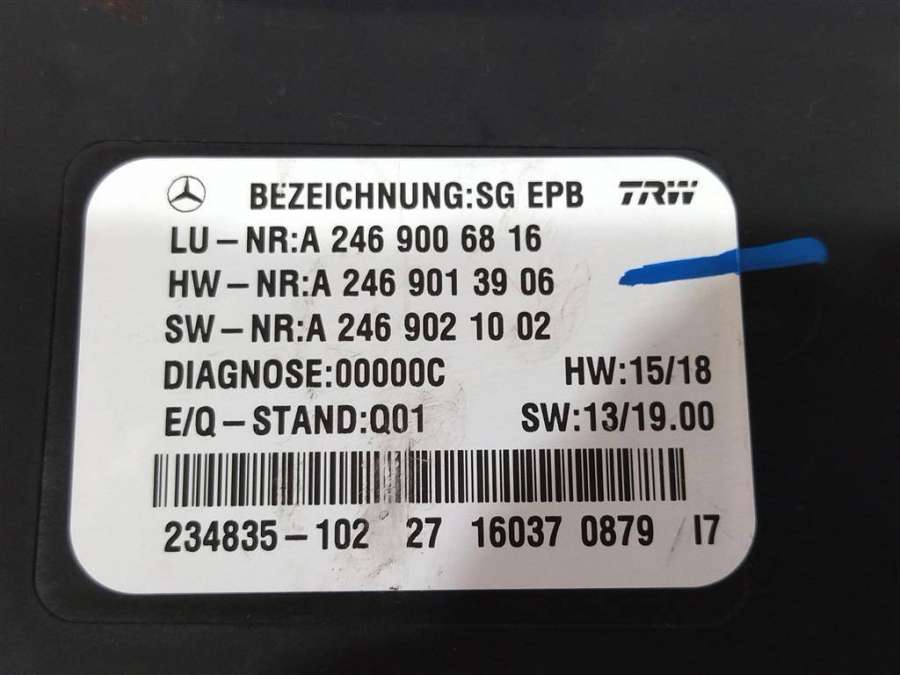 BEZEICHNUNG:SG EPB TRW
LU-NR:A 246 900 68 16
HW-NR:A 246 901 39 06
SW-NR:A 246 902 10 02
DIAGNOSE:00000C HW:15/18
E/Q-STAND:Q01 SW:13/19.00
234835-102 27 16037 0879 I7